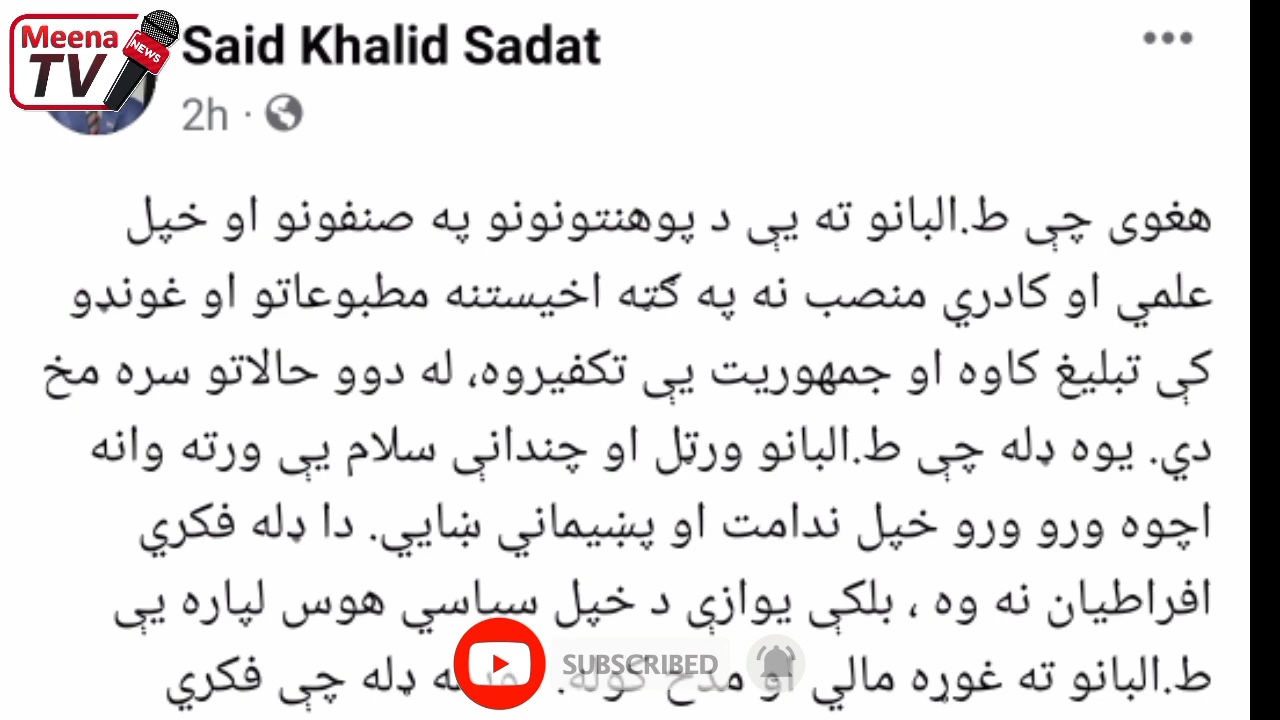 Meena
TV
NEWS
Said Khalid Sadat
2h ·
هغوی چې ط.البانو ته یې د پوهنتونونو په صنفونو او خپل
علمي او کادري منصب نه په ګټه اخیستنه مطبوعاتو او غونډو
کې تبلیغ کاوه او جمهوریت یې تکفیروه، له دوو حالاتو سره مخ
دي. یوه ډله چې ط.البانو ورټل او چندانې سلام یې ورته وانه
اچوه ورو ورو خپل ندامت او پښیماني ښایي. دا ډله فکري
افراطیان نه وه ، بلکې یوازې د خپل سیاسي هوس لپاره یې
ط.البانو ته غوړه مالي او مدح کوله. ډله چې فکري
SUBSCRIBED